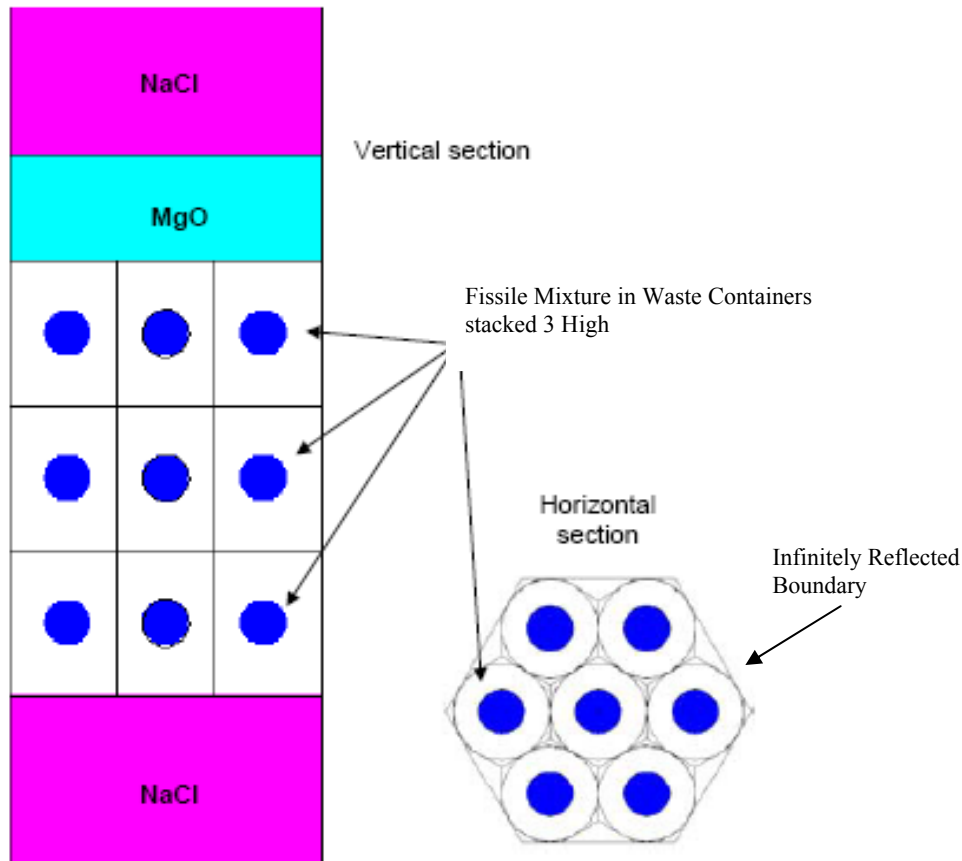 NaCl
Vertical section
MgO
Fissile Mixture in Waste Containers
stacked 3 High
Horizontal
section
Infinitely Reflected
Boundary
NaCl